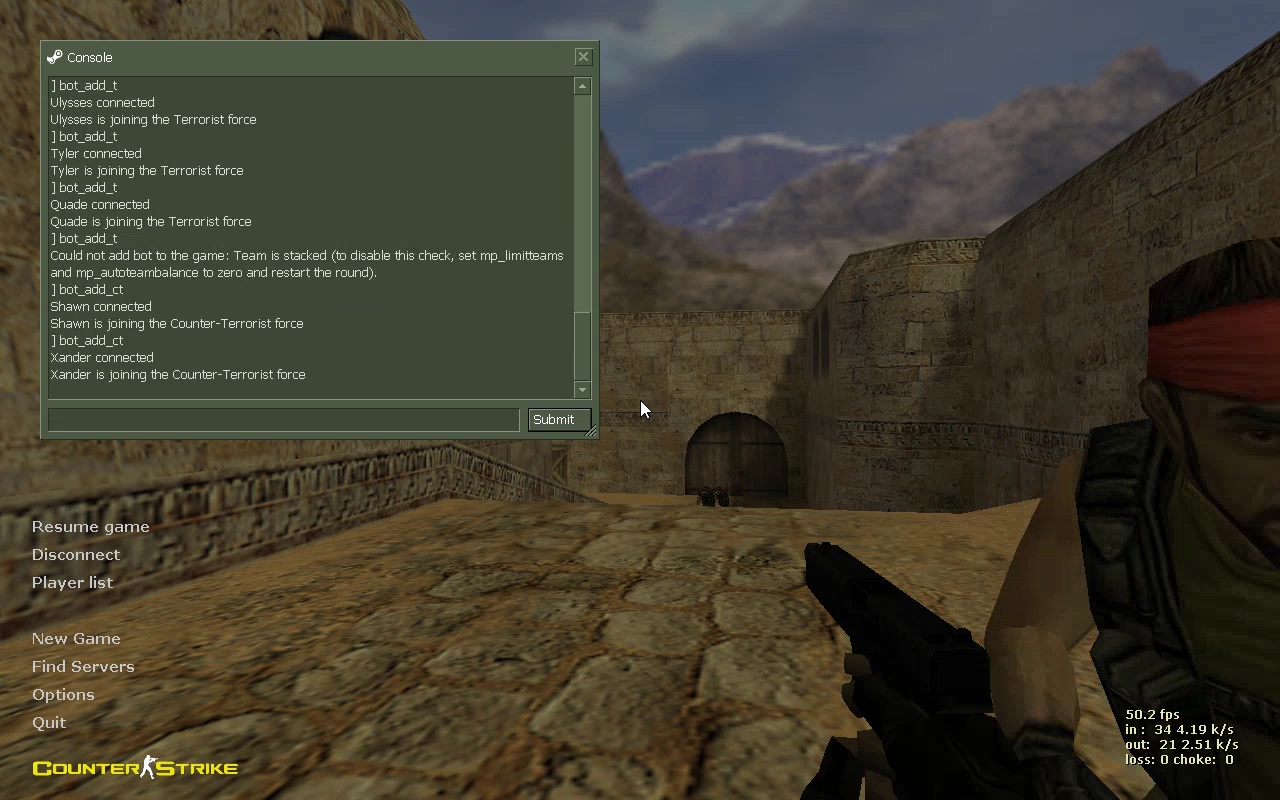 Console
] bot_add_t
Ulysses connected
Ulysses is joining the Terrorist force
] bot_add_t
Tyler connected
Tyler is joining the Terrorist force
] bot_add_t
Quade connected
Quade is joining the Terrorist force
] bot_add_t
Could not add bot to the game: Team is stacked (to disable this check, set mp_limitteams
and mp_autoteambalance to zero and restart the round).
] bot_add_ct
Shawn connected
Shawn is joining the Counter-Terrorist force
] bot_add_ct
Xander connected
Xander is joining the Counter-Terrorist force
Submit
Resume game
Disconnect
Player list
New Game
Find Servers
Options
Quit
COUNTER STRIKE
50.2 fps
in : 34 4.19 k/s
out: 21 2.51 k/s
loss: 0 choke: 0